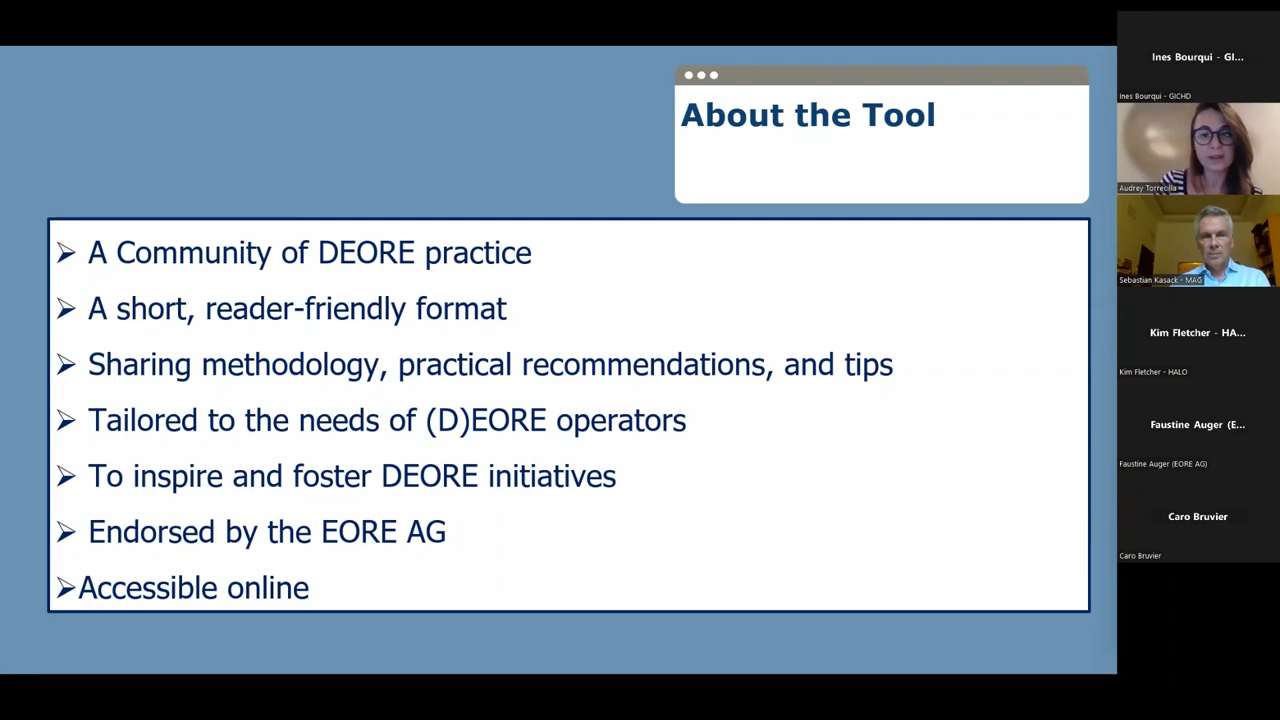 About the Tool
➢ A Community of DEORE practice
➢ A short, reader-friendly format
➢ Sharing methodology, practical recommendations, and tips
➢ Tailored to the needs of (D)EORE operators
➢ To inspire and foster DEORE initiatives
➢ Endorsed by the EORE AG
➢Accessible online
Ines Bourqui - GI...
Ines Bourqui - GICHD
Audrey Torrecilla
Sebastian Kasack - MAG
Kim Fletcher - HA...
Kim Fletcher - HALO
Faustine Auger (E...
Faustine Auger (EORE AG)
Caro Bruvier
Caro Bruvier